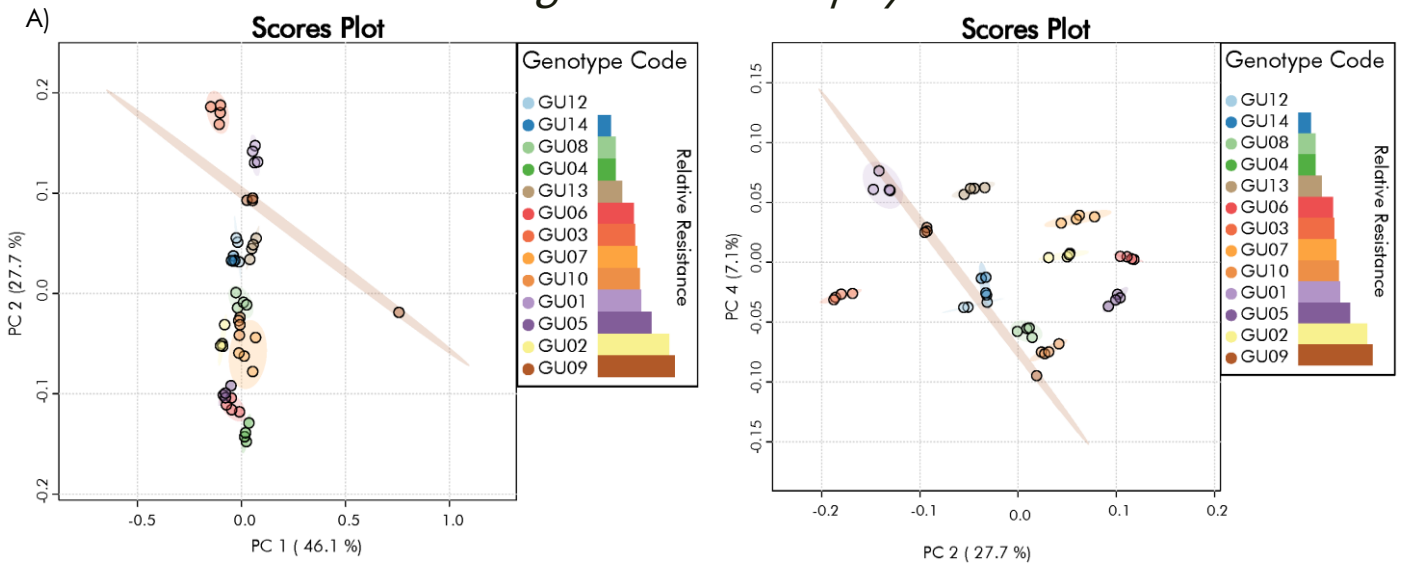 A)
Scores Plot
PC 2 (27.7 %)
0.2
0.1
0.0
-0.1
-0.2
-0.5
0.0
0.5
1.0
PC 1 ( 46.1 %)
Genotype Code
GU12
GU14
GU08
GU04
GU13
GU06
GU03
GU07
GU10
GU01
GU05
GU02
GU09
Relative Resistance
Scores Plot
PC 4 (7.1%)
0.15
0.10
0.05
0.00
-0.05
-0.10
-0.15
-0.2
-0.1
0.0
0.1
0.2
PC 2 ( 27.7 %)
Genotype Code
GU12
GU14
GU08
GU04
GU13
GU06
GU03
GU07
GU10
GU01
GU05
GU02
GU09
Relative Resistance